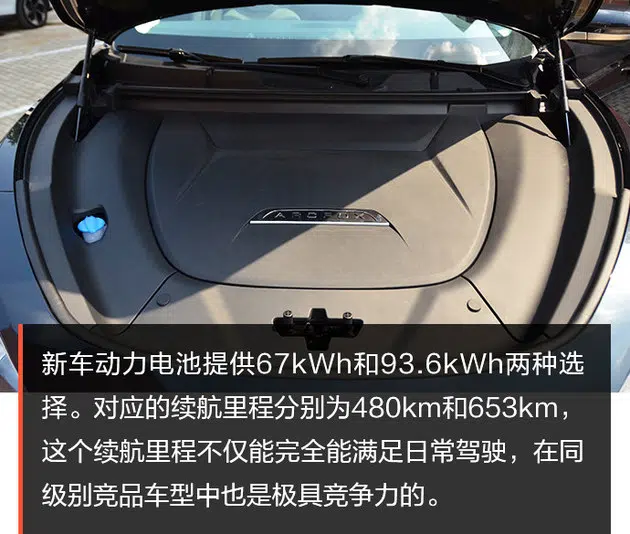 ARCFOX
新车动力电池提供67kWh和93.6kWh两种选
择。对应的续航里程分别为480km和653km，
这个续航里程不仅能完全能满足日常驾驶，在同
级别竞品车型中也是极具竞争力的。